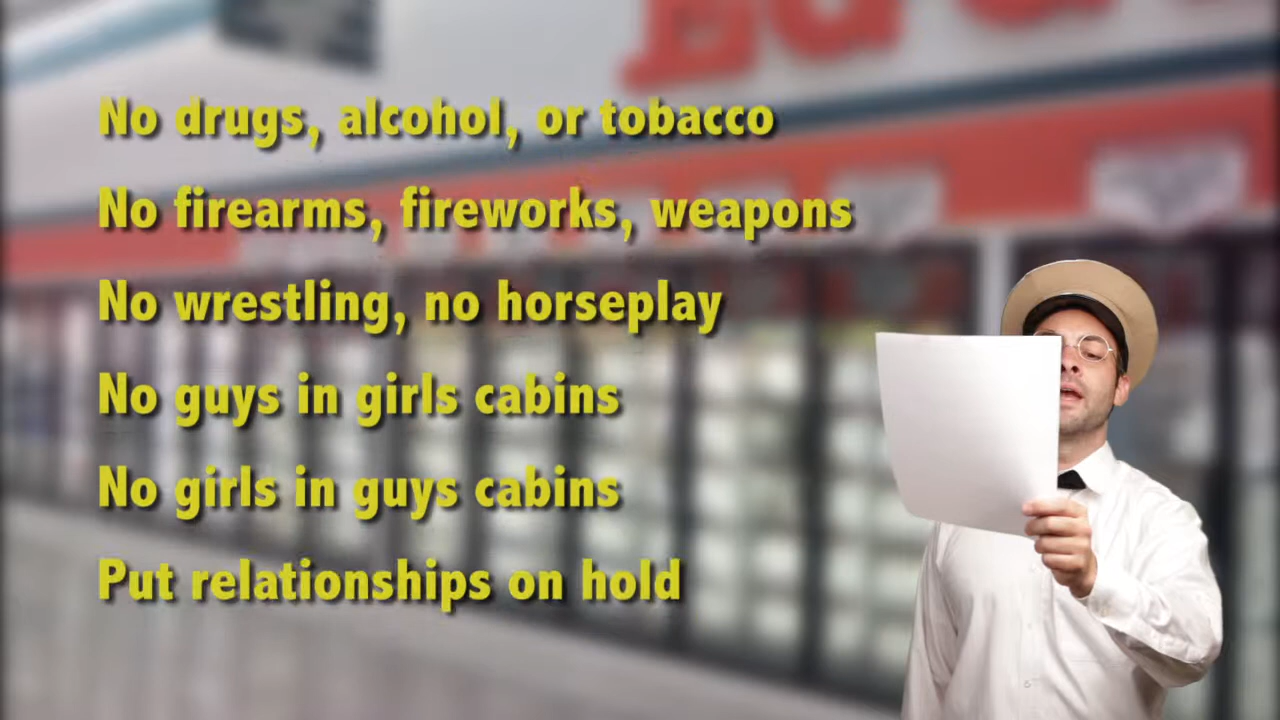 No drugs, alcohol, or tobacco
No firearms, fireworks, weapons
No wrestling, no horseplay
No guys in girls cabins
No girls in guys cabins
Put relationships on hold